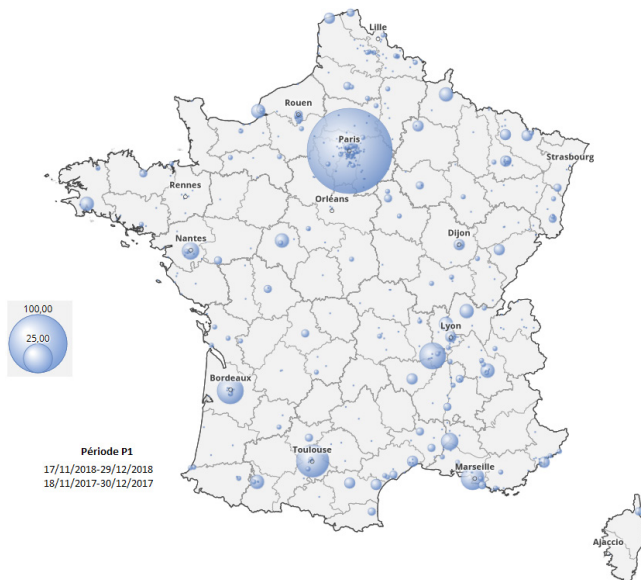 Lille
Rouen
Paris
Strasbourg
Rennes
Orléans
Nantes
Dijon
100,00
25,00
Lyon
Bordeaux
Période P1
17/11/2018-29/12/2018
18/11/2017-30/12/2017
Toulouse
Marseille
Ajaccio